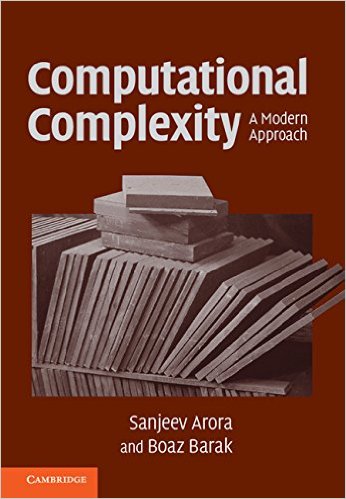 Computational
Complexity
A Modern
Approach
Sanjeev Arora
and Boaz Barak
CAMBRIDGE